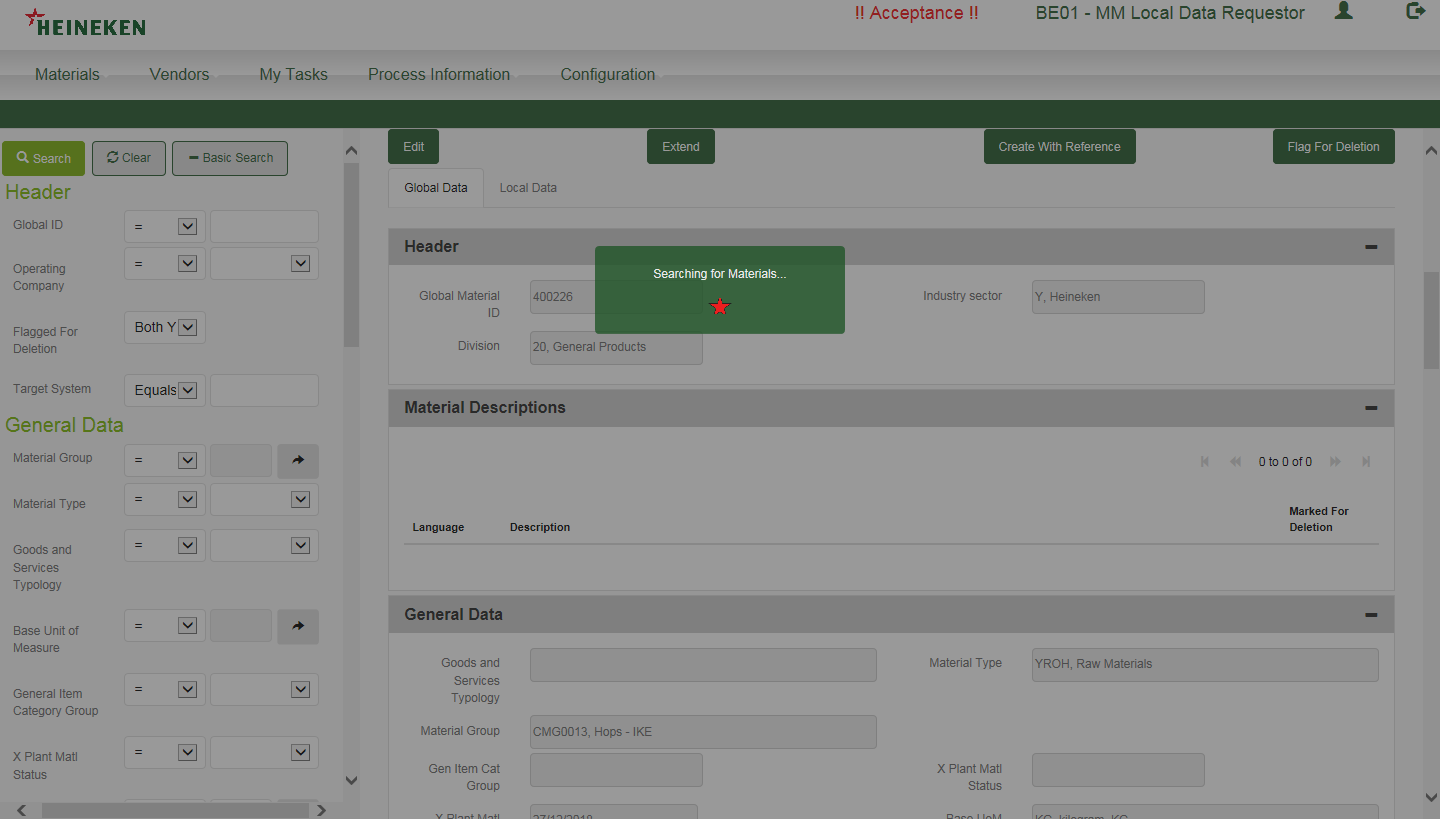 HEINEKEN
!! Acceptance !!
BE01 - MM Local Data Requestor
Materials
Vendors
My Tasks
Process Information
Configuration
Search
Clear
Basic Search
Header
Global ID
=
Operating
Company
=
Flagged For
Deletion
Both Y
Target System
Equals
General Data
Material Group
=
Material Type
=
Goods and
Services
Typology
=
Base Unit of
Measure
=
General Item
Category Group
=
X Plant Matl
Status
=
Edit
Extend
Create With Reference
Flag For Deletion
Global Data
Local Data
Header
Searching for Materials...
Global Material
ID
400226
Industry sector
Y, Heineken
Division
20, General Products
Material Descriptions
0 to 0 of 0
Language
Description
Marked For
Deletion
General Data
Goods and
Services
Typology
Material Type
YROH, Raw Materials
Material Group
CMG0013, Hops - IKE
Gen Item Cat
Group
X Plant Matl
Status
X Plant Matl
27/12/2018
Base UoM
KG, kilogram, KG